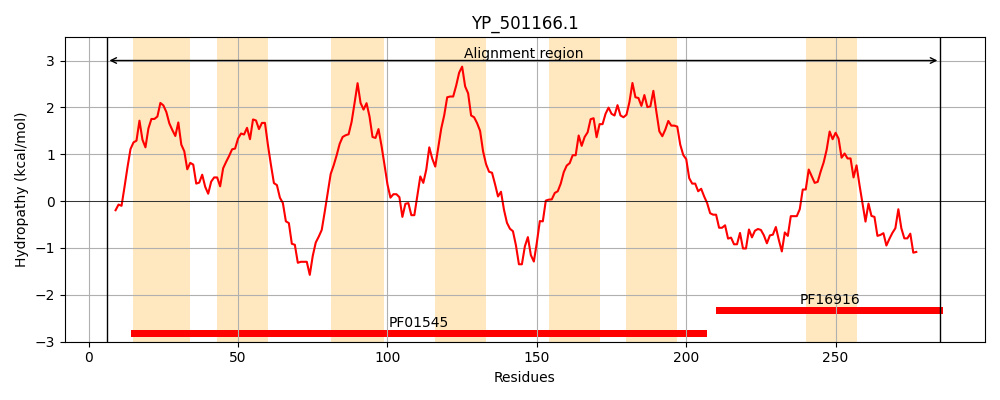 YP_501166.1
Hydropathy (kcal/mol)
3
2
1
0
−1
−2
−3
Alignment region
PF16916
PF01545
0 50 100 150 200 250
Residues